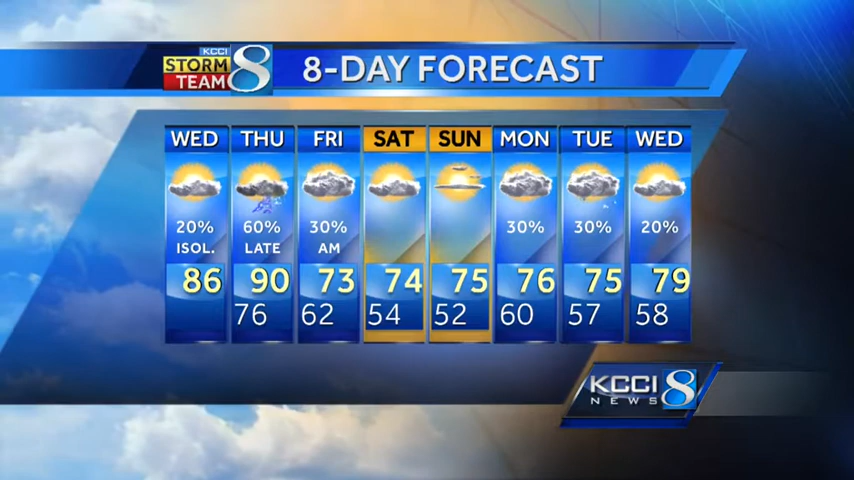 KCCI
STORM
TEAM 8
8-DAY FORECAST
WED THU FRI SAT SUN MON TUE WED
20% 60% 30% 30% 30% 20%
ISOL. LATE AM
86 90 73 74 75 76 75 79
76 62 54 52 60 57 58
KCCI 8
NEWS